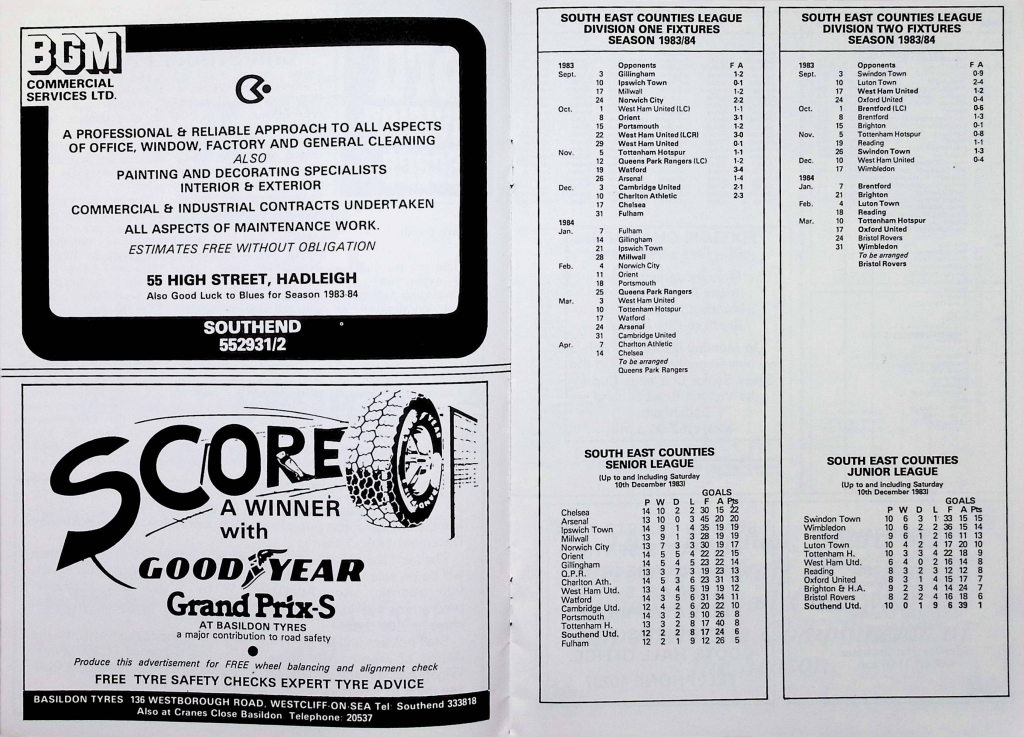 BGM
COMMERCIAL
SERVICES LTD.
A PROFESSIONAL & RELIABLE APPROACH TO ALL ASPECTS
OF OFFICE, WINDOW, FACTORY AND GENERAL CLEANING
ALSO
PAINTING AND DECORATING SPECIALISTS
INTERIOR & EXTERIOR
COMMERCIAL & INDUSTRIAL CONTRACTS UNDERTAKEN
ALL ASPECTS OF MAINTENANCE WORK.
ESTIMATES FREE WITHOUT OBLIGATION
55 HIGH STREET, HADLEIGH
Also Good Luck to Blues for Season 1983-84
SOUTHEND
552931/2
SCORE
A WINNER
with
GOODYEAR
Grand Prix-S
AT BASILDON TYRES
a major contribution to road safety
Produce this advertisement for FREE wheel balancing and alignment check
FREE TYRE SAFETY CHECKS EXPERT TYRE ADVICE
BASILDON TYRES 136 WESTBOROUGH ROAD, WESTCLIFF-ON-SEA Tel: Southend 333818
Also at Cranes Close Basildon Telephone: 20537
SOUTH EAST COUNTIES LEAGUE
DIVISION ONE FIXTURES
SEASON 1983/84
1983 Opponents F A
Sept. 3 Gillingham 1-2
10 Ipswich Town 0-1
17 Millwall 1-2
24 Norwich City 2-2
Oct. 1 West Ham United (LC) 1-1
8 Orient 3-1
15 Portsmouth 1-2
22 West Ham United (LCR) 3-0
29 West Ham United 0-1
Nov. 5 Tottenham Hotspur 1-1
12 Queens Park Rangers (LC) 1-2
19 Watford 3-4
26 Arsenal 1-4
Dec. 3 Cambridge United 2-1
10 Charlton Athletic 2-3
17 Chelsea
31 Fulham
1984
Jan. 7 Fulham
14 Gillingham
21 Ipswich Town
28 Millwall
Feb. 4 Norwich City
11 Orient
18 Portsmouth
25 Queens Park Rangers
Mar. 3 West Ham United
10 Tottenham Hotspur
17 Watford
24 Arsenal
31 Cambridge United
Apr. 7 Charlton Athletic
14 Chelsea
To be arranged
Queens Park Rangers
SOUTH EAST COUNTIES
SENIOR LEAGUE
(Up to and including Saturday
10th December 1983)
GOALS
P W D L F A Pts
Chelsea 14 10 2 2 30 15 22
Arsenal 13 10 0 3 45 20 20
Ipswich Town 14 9 1 4 35 19 19
Millwall 13 9 1 3 28 19 19
Norwich City 13 7 3 3 30 19 17
Orient 14 5 5 4 22 22 15
Gillingham 14 5 4 5 23 22 14
Q.P.R. 13 3 7 3 19 23 13
Charlton Ath. 14 5 3 6 23 31 13
West Ham Utd. 13 4 4 5 19 19 12
Watford 14 3 5 6 31 34 11
Cambridge Utd. 12 4 2 6 20 22 10
Portsmouth 14 3 2 9 10 26 8
Tottenham H. 13 3 2 8 17 40 8
Southend Utd. 12 2 2 8 17 24 6
Fulham 12 2 1 9 12 26 5
SOUTH EAST COUNTIES LEAGUE
DIVISION TWO FIXTURES
SEASON 1983/84
1983 Opponents F A
Sept. 3 Swindon Town 0-9
10 Luton Town 2-4
17 West Ham United 1-2
24 Oxford United 0-4
Oct. 1 Brentford (LC) 0-6
8 Brentford 1-3
15 Brighton 0-1
Nov. 5 Tottenham Hotspur 0-8
19 Reading 1-1
26 Swindon Town 1-3
Dec. 10 West Ham United 0-4
17 Wimbledon
1984
Jan. 7 Brentford
21 Brighton
Feb. 4 Luton Town
18 Reading
Mar. 10 Tottenham Hotspur
17 Oxford United
24 Bristol Rovers
31 Wimbledon
To be arranged
Bristol Rovers
SOUTH EAST COUNTIES
JUNIOR LEAGUE
(Up to and including Saturday
10th December 1983)
GOALS
P W D L F A Pts
Swindon Town 10 6 3 1 33 15 15
Wimbledon 10 6 2 2 36 15 14
Brentford 9 6 1 2 16 11 13
Luton Town 10 4 2 4 17 20 10
Tottenham H. 10 3 3 4 22 18 9
West Ham Utd. 6 4 0 2 16 14 8
Reading 8 3 2 3 12 12 8
Oxford United 8 3 1 4 15 17 7
Brighton & H.A. 9 2 3 4 14 24 7
Bristol Rovers 8 2 2 4 16 18 6
Southend Utd. 10 0 1 9 6 39 1